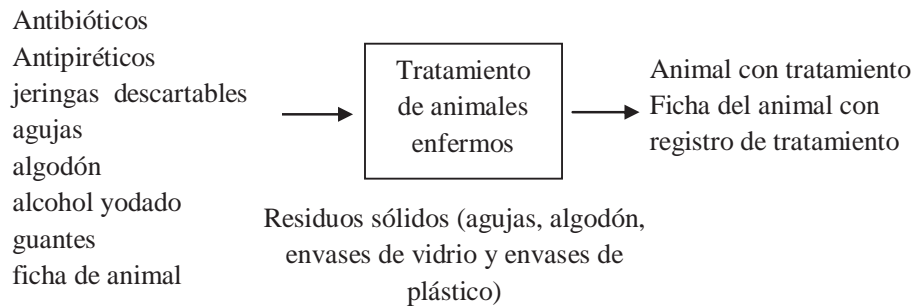 Antibióticos
Antipiréticos
jeringas descartables
agujas
algodón
alcohol yodado
guantes
ficha de animal
Tratamiento
de animales
enfermos
Residuos sólidos (agujas, algodón,
envases de vidrio y envases de
plástico)
Animal con tratamiento
Ficha del animal con
registro de tratamiento